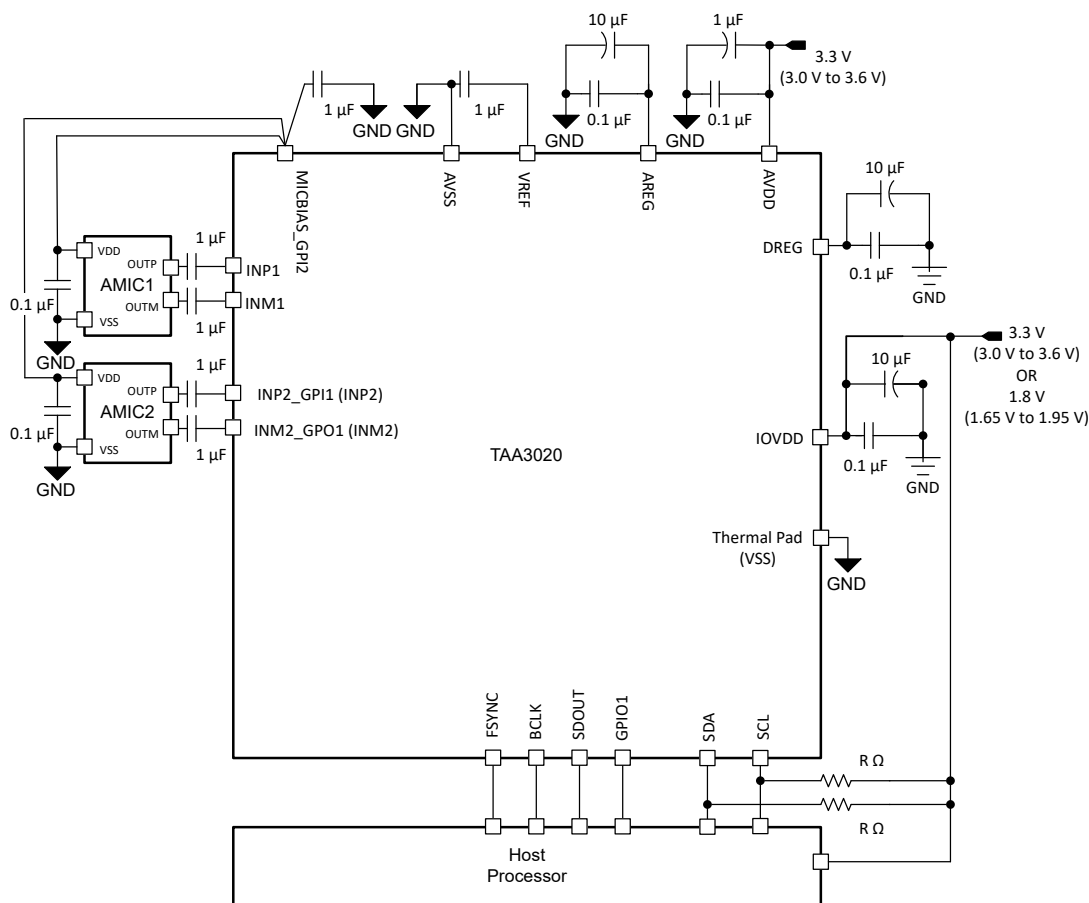 10 µF
1 µF
3.3 V
(3.0 V to 3.6 V)
1 µF
1 µF
0.1 µF
0.1 µF
GND
GND
GND
GND
MICBIAS_GPI2
AVSS
VREF
AREG
AVDD
10 µF
DREG
0.1 µF
GND
1 µF
VDD
OUTP
INP1
AMIC1
0.1 µF
OUTM
INM1
VSS
1 µF
GND
3.3 V
(3.0 V to 3.6 V)
OR
1.8 V
(1.65 V to 1.95 V)
10 µF
1 µF
VDD
OUTP
INP2_GPI1 (INP2)
AMIC2
0.1 µF
OUTM
INM2_GPO1 (INM2)
VSS
1 µF
GND
IOVDD
0.1 µF
GND
TAA3020
Thermal Pad
(VSS)
GND
FSYNC
BCLK
SDOUT
GPIO1
SDA
SCL
R Ω
R Ω
Host
Processor